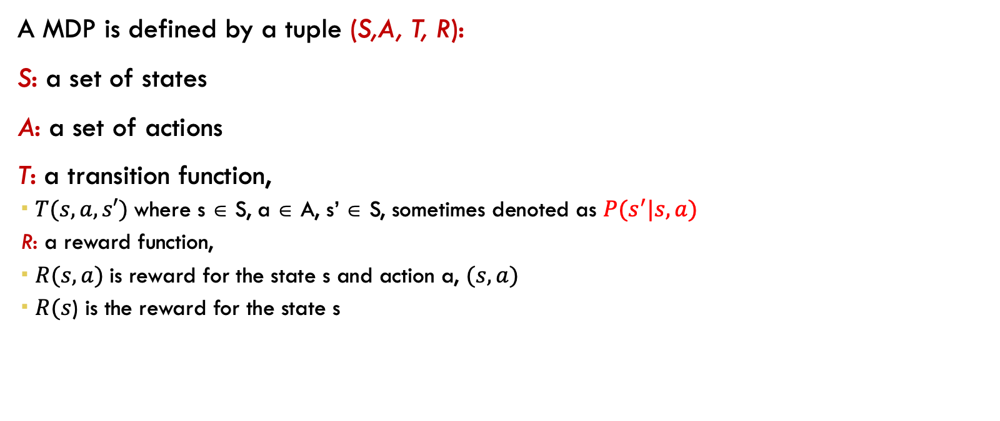 A MDP is defined by a tuple (S,A, T, R):
S: a set of states
A: a set of actions
T: a transition function,
▪ T(s, a, s′) where s ∈ S, a ∈ A, s’ ∈ S, sometimes denoted as P(s′|s, a)
R: a reward function,
▪ R(s, a) is reward for the state s and action a, (s, a)
▪ R(s) is the reward for the state s